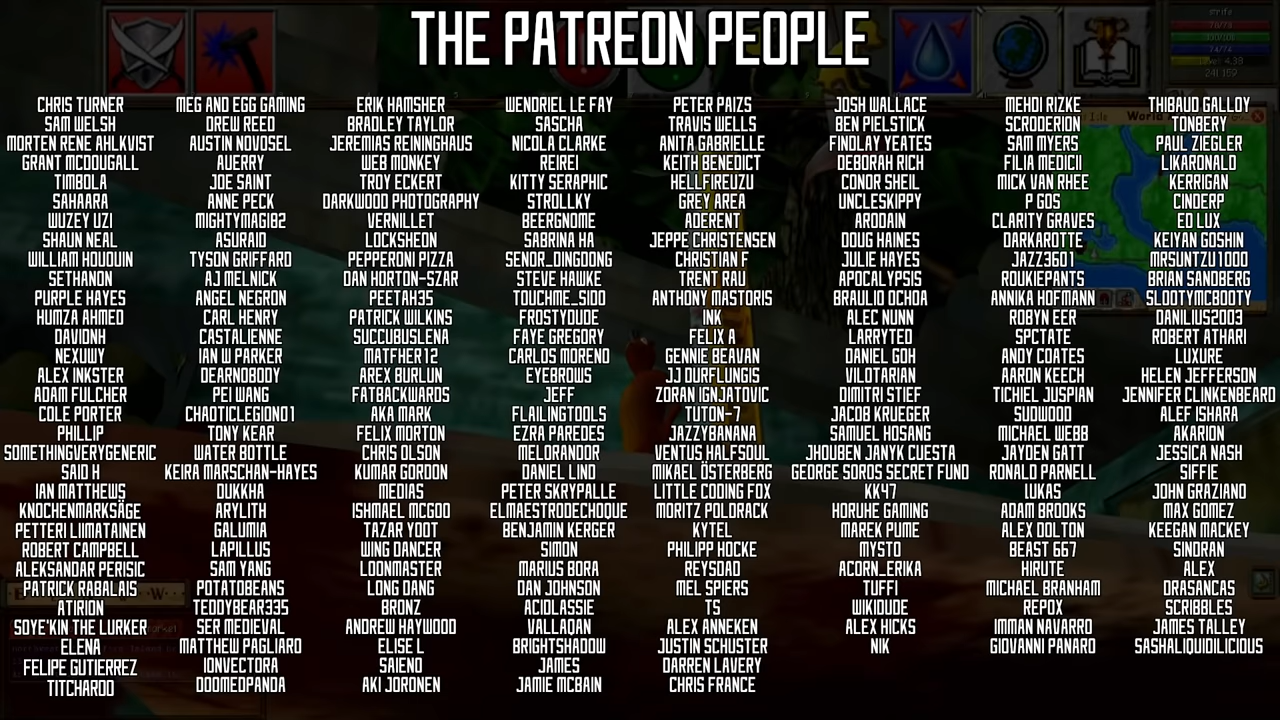 THE PATREON PEOPLE
CHRIS TURNER
SAM WELSH
MORTEN RENE AHLKVIST
GRANT MCDOUGALL
TIMBOLA
SAHAARA
WUZEY UZI
SHAUN NEAL
WILLIAM HOUDUIN
SETHANON
PURPLE HAYES
HUMZA AHMED
DAVIDNH
NEXUWY
ALEX INKSTER
ADAM FULCHER
COLE PORTER
PHILLIP
SOMETHINGVERYGENERIC
SAID H
IAN MATTHEWS
KNOCHENMARKSÄGE
PETTERI LIIMATAINEN
ROBERT CAMPBELL
ALEKSANDAR PERISIC
PATRICK RABALAIS
ATIRION
SOYE'KIN THE LURKER
ELENA
FELIPE GUTIERREZ
TITCHAROD
MEG AND EGG GAMING
DREW REED
AUSTIN NOVOSEL
AUERRY
JOE SAINT
ANNE PECK
MIGHTYMAGI82
ASURAID
TYSON GRIFFARD
AJ MELNICK
ANGEL NEGRON
CARL HENRY
CASTALIENNE
IAN W PARKER
DEARNOBODY
PEI WANG
CHAOTICLEGION01
TONY KEAR
WATER BOTTLE
KEIRA MARSCHAN-HAYES
DUKKHA
ARYLITH
GALUMIA
LAPILLUS
SAM YANG
POTATOBEANS
TEDDYBEAR335
SER MEDIEVAL
MATTHEW PAGLIARO
IONVECTORA
DOOMEDPANDA
ERIK HAMSHER
BRADLEY TAYLOR
JEREMIAS REININGHAUS
WEB MONKEY
TROY ECKERT
DARKWOOD PHOTOGRAPHY
VERNILLET
LOCKSHEON
PEPPERONI PIZZA
DAN HORTON-SZAR
PEETAH35
PATRICK WILKINS
SUCCUBUSLENA
MATFHER12
AREX BURLUN
FATBACKWARDS
AKA MARK
FELIX MORTON
CHRIS OLSON
KUMAR GORDON
MEDIAS
ISHMAEL MCGOO
TAZAR YOOT
WING DANCER
LOONMASTER
LONG DANG
BRONZ
ANDREW HAYWOOD
ELISE L
SAIENO
AKI JORONEN
WENDRIEL LE FAY
SASCHA
NICOLA CLARKE
REIREI
KITTY SERAPHIC
STROLLKY
BEERGNOME
SABRINA HA
SENOR_DINGDONG
STEVE HAWKE
TOUCHME_SIDO
FROSTYDUDE
FAYE GREGORY
CARLOS MORENO
EYEBROWS
JEFF
FLAILINGTOOLS
EZRA PAREDES
MELORANDOR
DANIEL LIND
PETER SKRYPALLE
ELMAESTRODECHOQUE
BENJAMIN KERGER
SIMON
MARIUS BORA
DAN JOHNSON
ACIDLASSIE
VALLADAN
BRIGHTSHADOW
JAMES
JAMIE MCBAIN
PETER PAIZS
TRAVIS WELLS
ANITA GABRIELLE
KEITH BENEDICT
HELLFIREUZU
GREY AREA
ADERENT
JEPPE CHRISTENSEN
CHRISTIAN F
TRENT RAU
ANTHONY MASTORIS
INK
FELIX A
GENNIE BEAVAN
JJ DURFLUNGIS
ZORAN IGNJATOVIC
TUTON-7
JAZZYBANANA
VENTUS HALFSOUL
MIKAEL ÖSTERBERG
LITTLE CODING FOX
MORITZ POLDRACK
KYTEL
PHILIPP HOCKE
REYSDAD
MEL SPIERS
TS
ALEX ANNEKEN
JUSTIN SCHUSTER
DARREN LAVERY
CHRIS FRANCE
JOSH WALLACE
BEN PIELSTICK
FINDLAY YEATES
DEBORAH RICH
CONOR SHEIL
UNCLESKIPPY
ARODAIN
DOUG HAINES
JULIE HAYES
APOCALYPSIS
BRAULIO OCHOA
ALEC NUNN
LARRYTED
DANIEL GOH
VILOTARIAN
DIMITRI STIEF
JACOB KRUEGER
SAMUEL HOSANG
JHOUBEN JANYK CUESTA
GEORGE SOROS SECRET FUND
KK47
HORUHE GAMING
MAREK PUME
MYSTO
ACORN_ERIKA
TUFFI
WIKIDUDE
ALEX HICKS
NIK
MEHDI RIZKE
SCRODERION
SAM MYERS
FILIA MEDICII
MICK VAN RHEE
P GOS
CLARITY GRAVES
DARKAROTTE
JAZZ3601
ROUKIEPANTS
ANNIKA HOFMANN
ROBYN EER
SPCTATE
ANDY COATES
AARON KEECH
TICHIEL JUSPIAN
SUDWOOD
MICHAEL WEBB
JAYDEN GATT
RONALD PARNELL
LUKAS
ADAM BROOKS
ALEX DOLTON
BEAST 667
HIRUTE
MICHAEL BRANHAM
REPOX
IMMAN NAVARRO
GIOVANNI PANARO
THIBAUD GALLOY
TONBERY
PAUL ZIEGLER
LIKARONALD
KERRIGAN
CINDERP
ED LUX
KEIYAN GOSHIN
MRSUNTZU1000
BRIAN SANDBERG
SLOOTYMCBOOTY
DANILIUS2003
ROBERT ATHARI
LUXURE
HELEN JEFFERSON
JENNIFER CLINKENBEARD
ALEF ISHARA
AKARION
JESSICA NASH
SIFFIE
JOHN GRAZIANO
MAX GOMEZ
KEEGAN MACKEY
SINDRAN
ALEX
DRASANCAS
SCRIBBLES
JAMES TALLEY
SASHALIQUIDILICIOUS